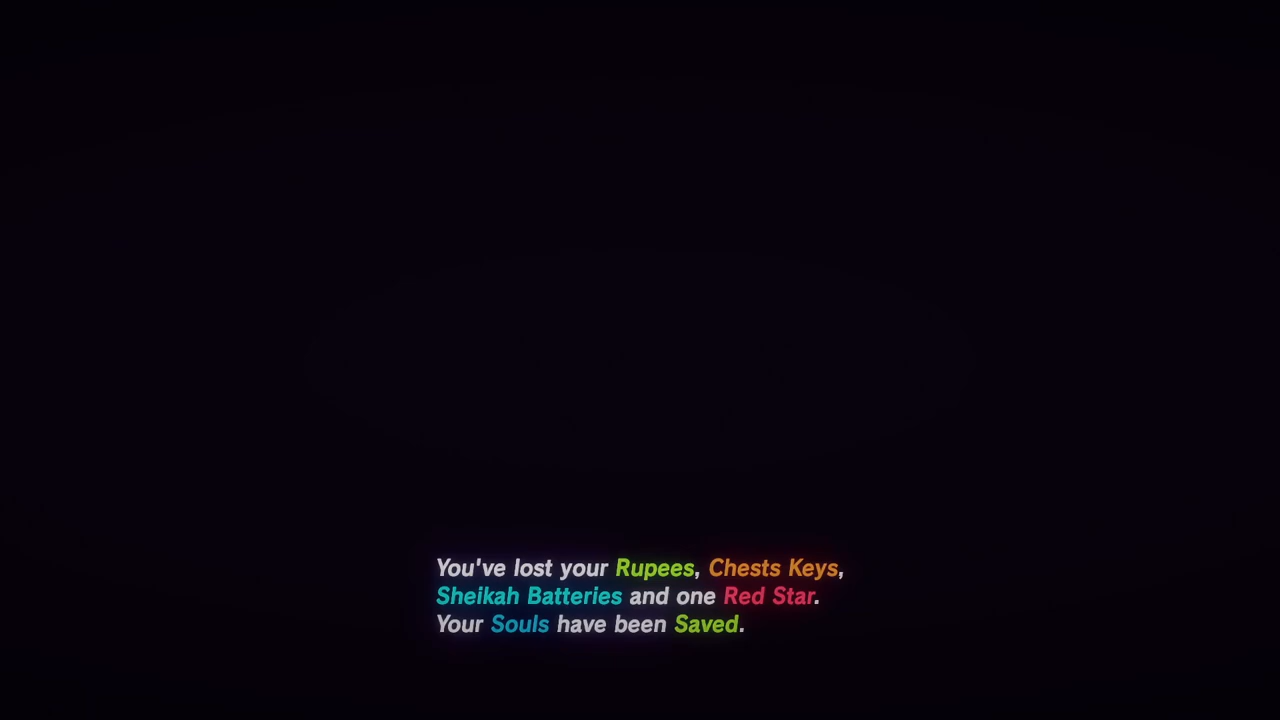 You've lost your Rupees, Chests Keys,
Sheikah Batteries and one Red Star.
Your Souls have been Saved.